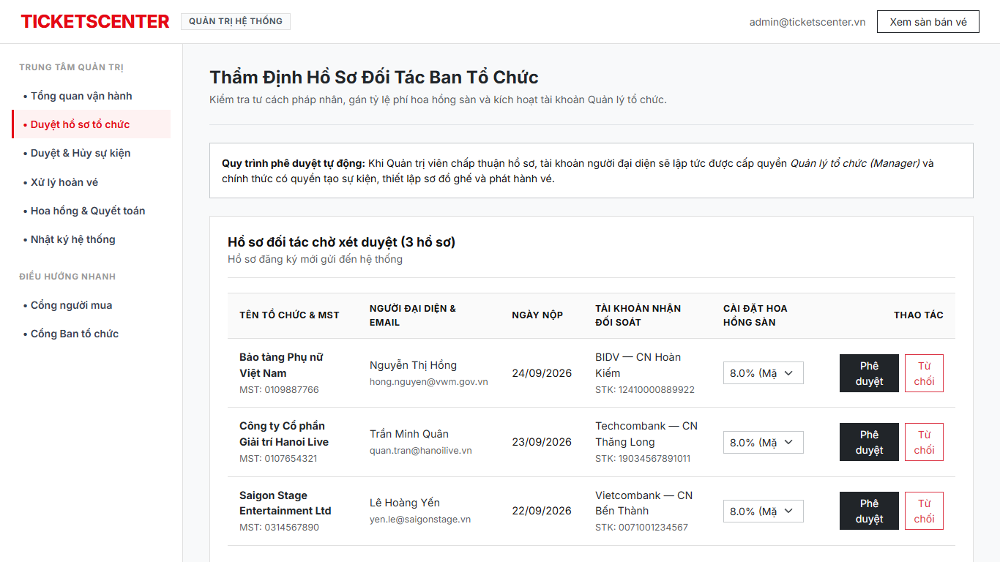 TICKETSCENTER
QUẢN TRỊ HỆ THỐNG
admin@ticketscenter.vn
Xem sàn bán vé
TRUNG TÂM QUẢN TRỊ
• Tổng quan vận hành
• Duyệt hồ sơ tổ chức
• Duyệt & Hủy sự kiện
• Xử lý hoàn vé
• Hoa hồng & Quyết toán
• Nhật ký hệ thống
ĐIỀU HƯỚNG NHANH
• Cổng người mua
• Cổng Ban tổ chức
Thẩm Định Hồ Sơ Đối Tác Ban Tổ Chức
Kiểm tra tư cách pháp nhân, gán tỷ lệ phí hoa hồng sàn và kích hoạt tài khoản Quản lý tổ chức.
Quy trình phê duyệt tự động: Khi Quản trị viên chấp thuận hồ sơ, tài khoản người đại diện sẽ lập tức được cấp quyền Quản lý tổ chức (Manager) và
chính thức có quyền tạo sự kiện, thiết lập sơ đồ ghế và phát hành vé.
Hồ sơ đối tác chờ xét duyệt (3 hồ sơ)
Hồ sơ đăng ký mới gửi đến hệ thống
TÊN TỔ CHỨC & MST
NGƯỜI ĐẠI DIỆN &
EMAIL
NGÀY NỘP
TÀI KHOẢN NHẬN
ĐỐI SOÁT
CÀI ĐẶT HOA
HỒNG SÀN
THAO TÁC
Bảo tàng Phụ nữ
Việt Nam
MST: 0109887766
Nguyễn Thị Hồng
hong.nguyen@vwm.gov.vn
24/09/2026
BIDV — CN Hoàn
Kiếm
STK: 12410000889922
8.0% (Mặ
Phê
duyệt
Từ
chối
Công ty Cổ phần
Giải trí Hanoi Live
MST: 0107654321
Trần Minh Quân
quan.tran@hanoilive.vn
23/09/2026
Techcombank — CN
Thăng Long
STK: 19034567891011
8.0% (Mặ
Phê
duyệt
Từ
chối
Saigon Stage
Entertainment Ltd
MST: 0314567890
Lê Hoàng Yến
yen.le@saigonstage.vn
22/09/2026
Vietcombank — CN
Bến Thành
STK: 0071001234567
8.0% (Mặ
Phê
duyệt
Từ
chối